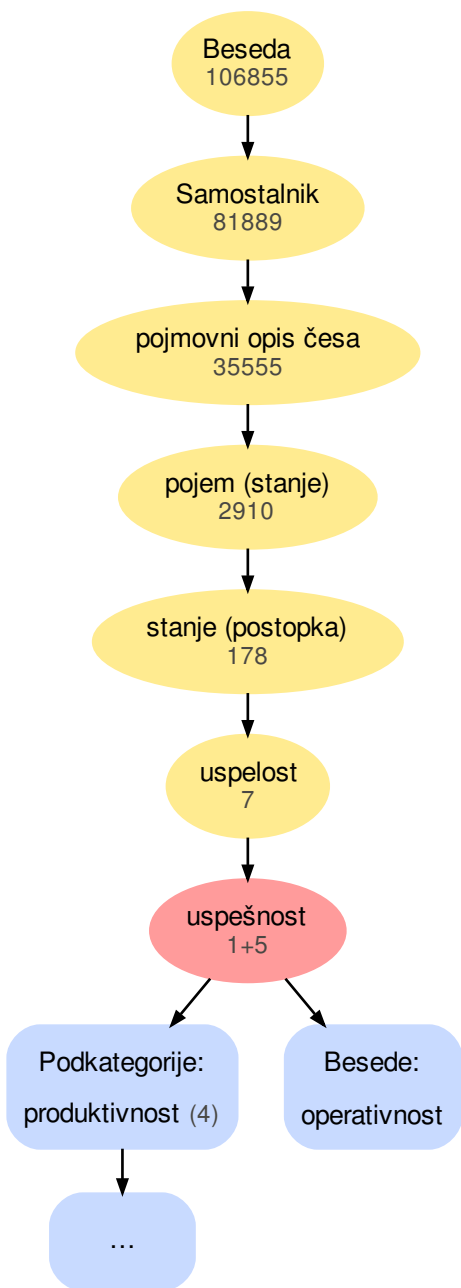 Beseda
106855
Samostalnik
81889
pojmovni opis česa
35555
pojem (stanje)
2910
stanje (postopka)
178
uspelost
7
uspešnost
1+5
Podkategorije:
produktivnost (4)
Besede:
operativnost
...